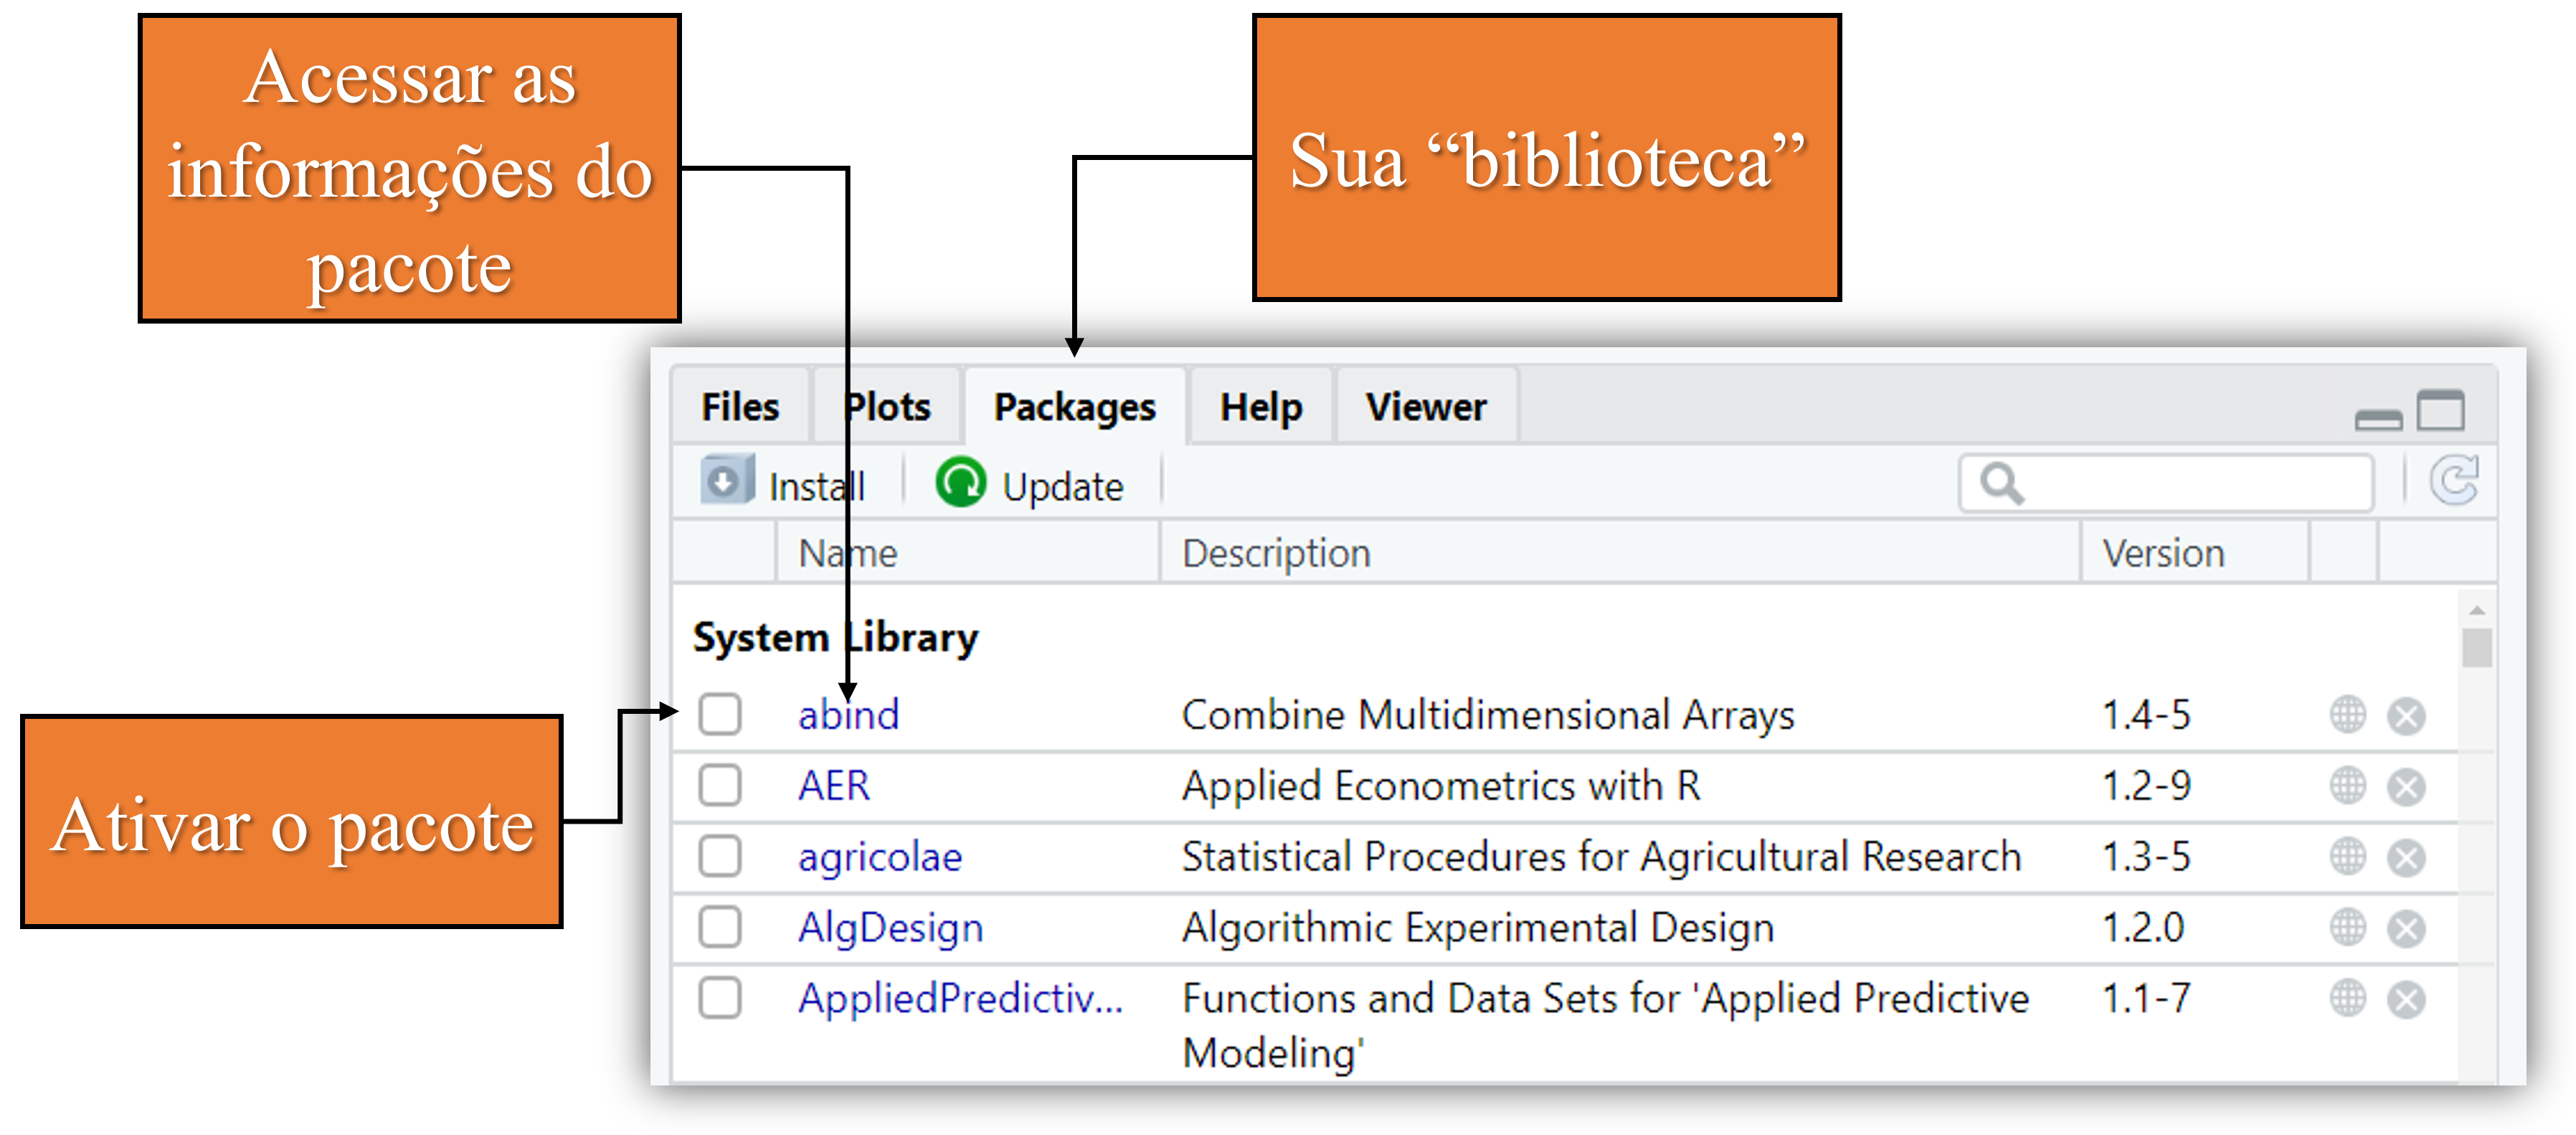 Acessar as
informações do
pacote
Sua “biblioteca”
Files Plots Packages Help Viewer
Install Update
Name Description Version
System Library
abind Combine Multidimensional Arrays 1.4-5
AER Applied Econometrics with R 1.2-9
agricolae Statistical Procedures for Agricultural Research 1.3-5
AlgDesign Algorithmic Experimental Design 1.2.0
AppliedPredictiv... Functions and Data Sets for 'Applied Predictive 1.1-7
Modeling'
Ativar o pacote